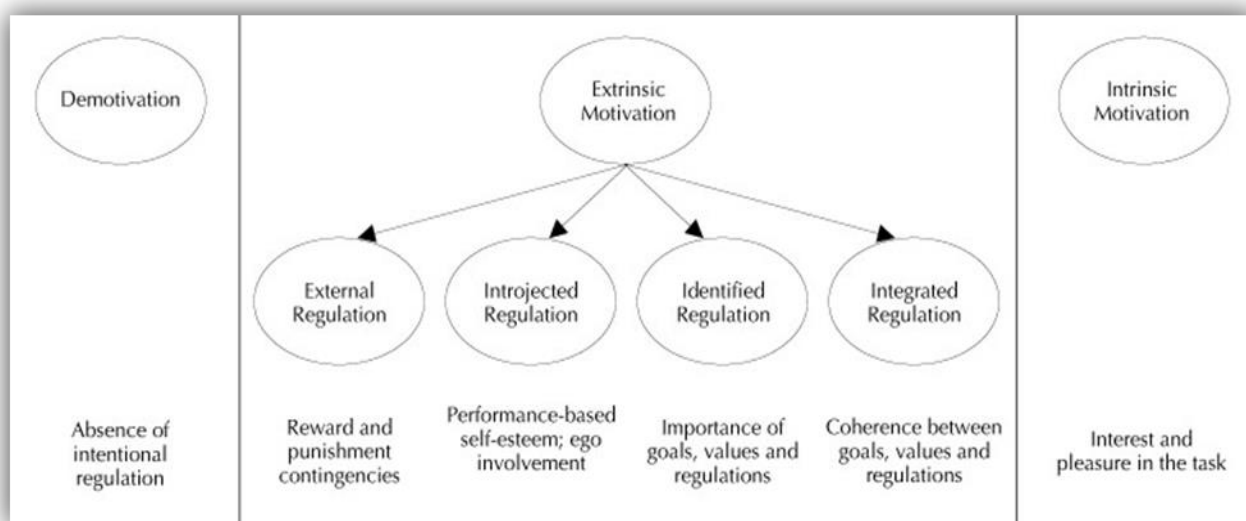 Demotivation
Extrinsic
Motivation
Intrinsic
Motivation
External
Regulation
Introjected
Regulation
Identified
Regulation
Integrated
Regulation
Absence of
intentional
regulation
Reward and
punishment
contingencies
Performance-based
self-esteem; ego
involvement
Importance of
goals, values and
regulations
Coherence between
goals, values and
regulations
Interest and
pleasure in the task